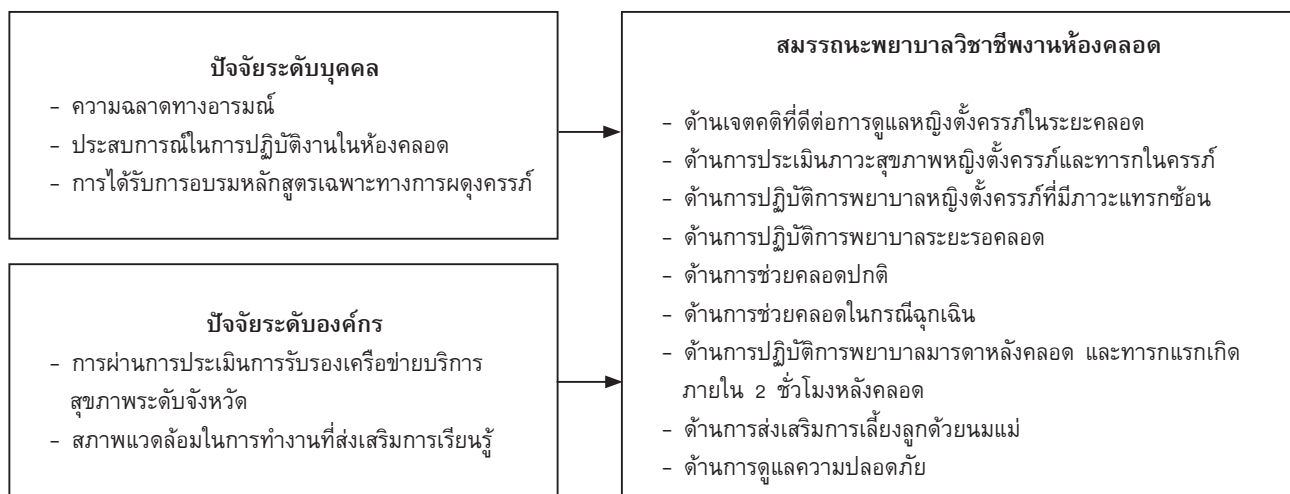 ปัจจัยระดับบุคคล
- ความฉลาดทางอารมณ์
- ประสบการณ์ในการปฏิบัติงานในห้องคลอด
- การได้รับการอบรมหลักสูตรเฉพาะทางการผดุงครรภ์
ปัจจัยระดับองค์กร
- การผ่านการประเมินการรับรองเครือข่ายบริการ
สุขภาพระดับจังหวัด
- สภาพแวดล้อมในการทำงานที่ส่งเสริมการเรียนรู้
สมรรถนะพยาบาลวิชาชีพงานห้องคลอด
- ด้านเจตคติที่ดีต่อการดูแลหญิงตั้งครรภ์ในระยะคลอด
- ด้านการประเมินภาวะสุขภาพหญิงตั้งครรภ์และทารกในครรภ์
- ด้านการปฏิบัติการพยาบาลหญิงตั้งครรภ์ที่มีภาวะแทรกซ้อน
- ด้านการปฏิบัติการพยาบาลระยะรอคลอด
- ด้านการช่วยคลอดปกติ
- ด้านการช่วยคลอดในกรณีฉุกเฉิน
- ด้านการปฏิบัติการพยาบาลมารดาหลังคลอด และทารกแรกเกิด
ภายใน 2 ชั่วโมงหลังคลอด
- ด้านการส่งเสริมการเลี้ยงลูกด้วยนมแม่
- ด้านการดูแลความปลอดภัย